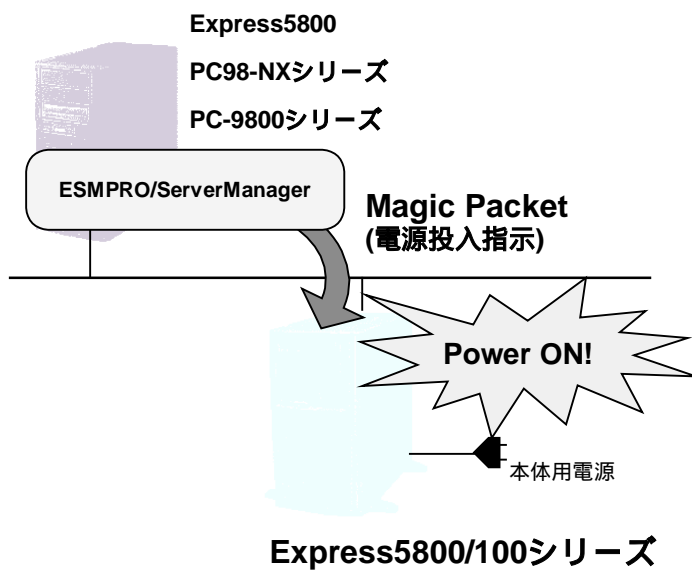 Express5800
PC98-NXシリーズ
PC-9800シリーズ
ESMPRO/ServerManager
Magic Packet
(電源投入指示)
Power ON!
本体用電源
Express5800/100シリーズ